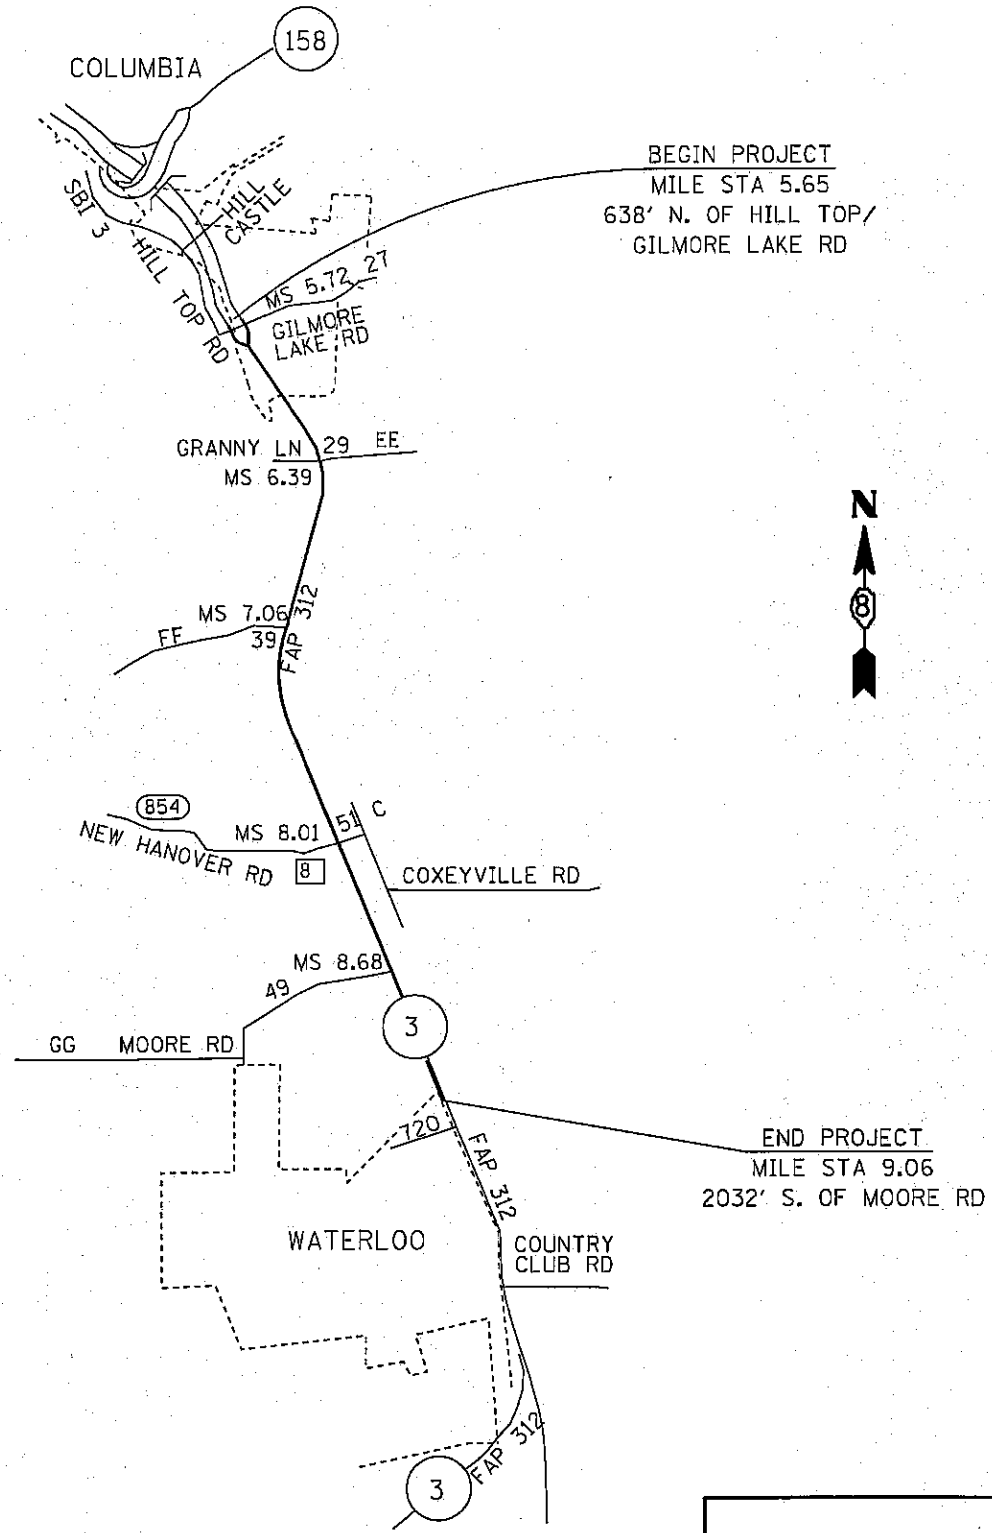 158
COLUMBIA
BEGIN PROJECT
MILE STA 5.65
638' N. OF HILL TOP/
GILMORE LAKE RD
SBI 3
HILL
CASTLE
HILL TOP RD
MS 5.72
27
GILMORE
LAKE RD
GRANNY LN
29
EE
MS 6.39
N
8
MS 7.06
FF
39
FAP 312
854
NEW HANOVER RD
MS 8.01
51
C
8
COXEYVILLE RD
MS 8.68
49
3
GG
MOORE RD
720
FAP 312
END PROJECT
MILE STA 9.06
2032' S. OF MOORE RD
WATERLOO
COUNTRY
CLUB RD
FAP 312
3